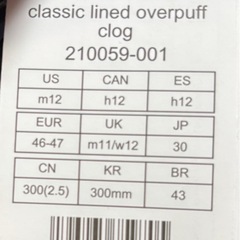 classic lined overpuff
clog
210059-001
US CAN ES
m12 h12 h12
EUR UK JP
46-47 m11/w12 30
CN KR BR
300(2.5) 300mm 43